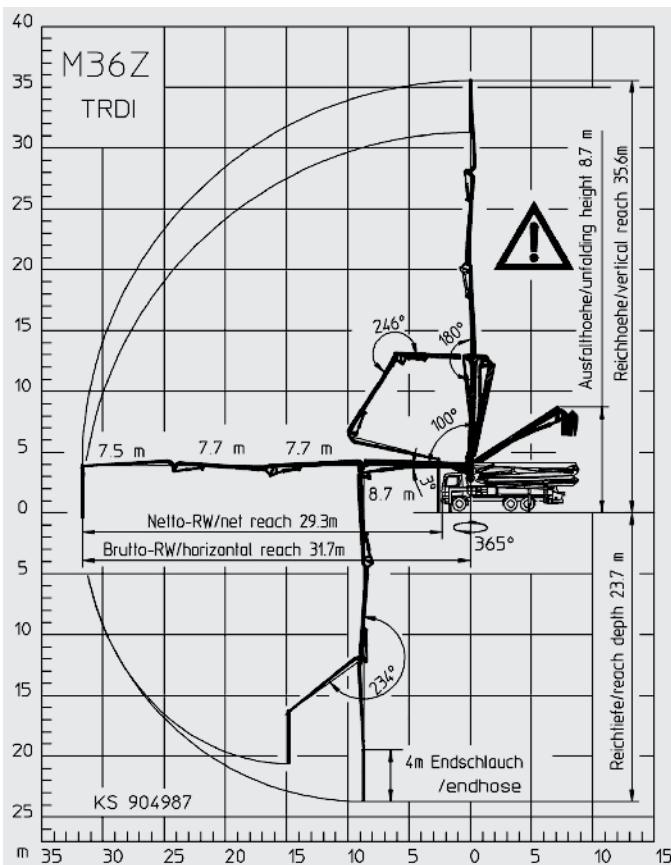 40
35
30
25
20
15
10
5
0
5
10
15
20
25
M36Z
TRDI
Ausfalthoehe/unfalding height 8.7 m
Reichhoehe/vertical reach 35.6m
246°
180°
100°
7.5 m
7.7 m
7.7 m
8.7 m
3°
Netto-RW/net reach 29.3m
Brutto-RW/horizontal reach 31.7m
365°
234°
Reichtiefe/reach depth 23.7 m
4m Endschlauch
/endhose
KS 904987
m 35 30 25 20 15 10 5 0 5 10 15